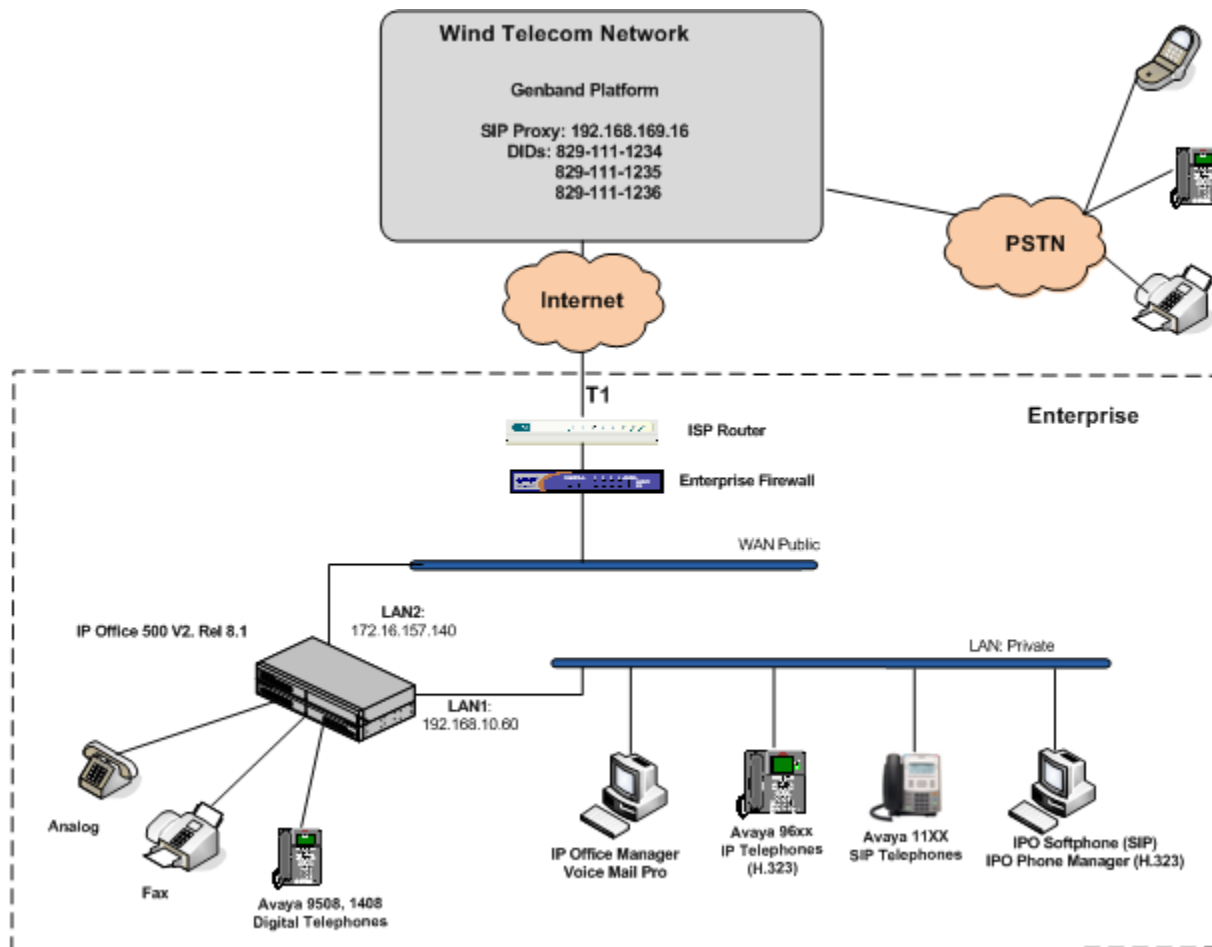 Wind Telecom Network
Genband Platform
SIP Proxy: 192.168.169.16
DIDs: 829-111-1234
829-111-1235
829-111-1236
PSTN
Internet
T1
Enterprise
ISP Router
Enterprise Firewall
WAN Public
LAN2:
172.16.157.140
IP Office 500 V2. Rel 8.1
LAN: Private
LAN1:
192.168.10.60
Analog
Fax
Avaya 9508, 1408
Digital Telephones
IP Office Manager
Voice Mail Pro
Avaya 96xx
IP Telephones
(H.323)
Avaya 11XX
SIP Telephones
IPO Softphone (SIP)
IPO Phone Manager (H.323)